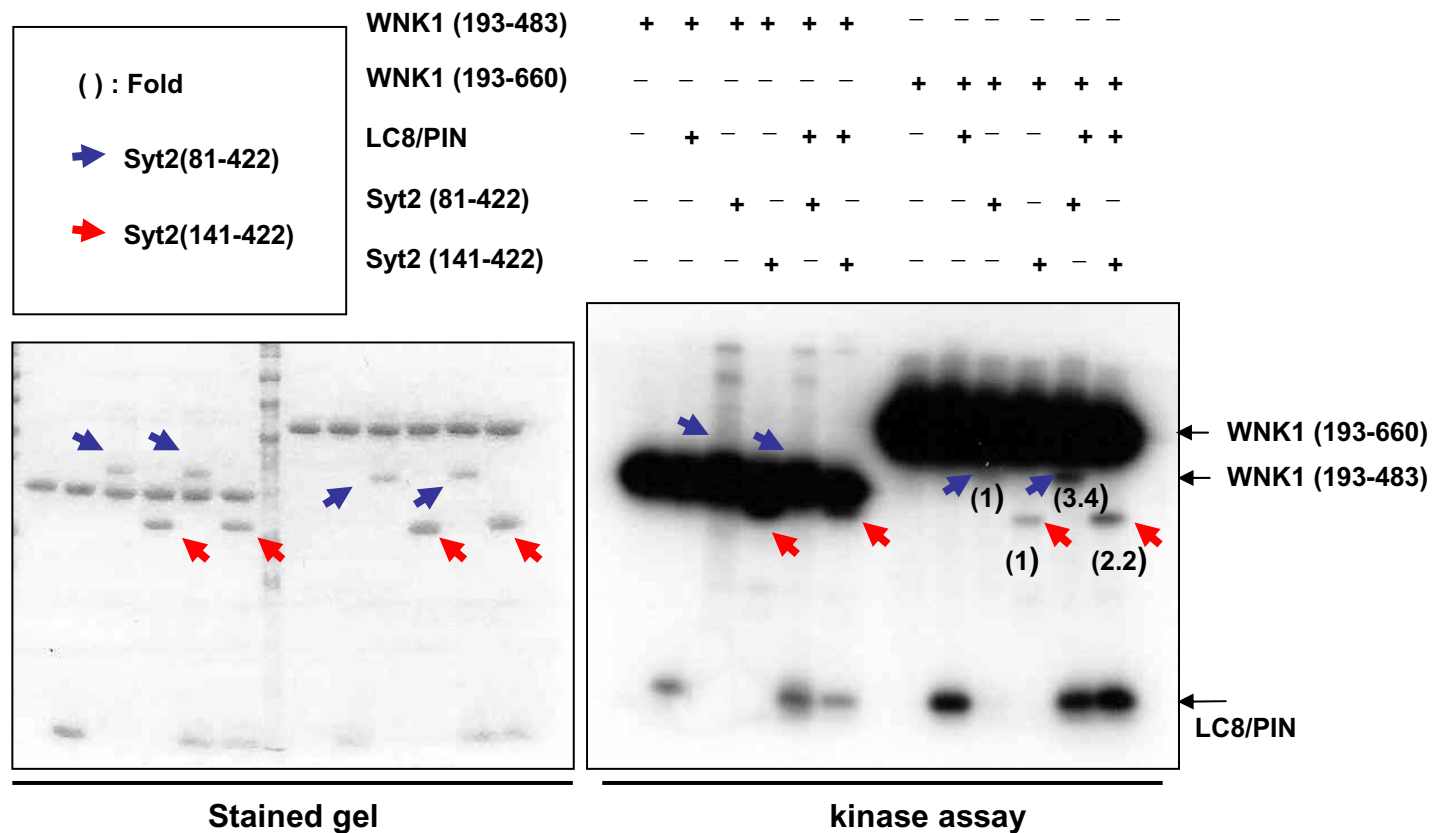 ( ) : Fold
Syt2(81-422)
Syt2(141-422)
WNK1 (193-483) + + + + + + – – – – – –
WNK1 (193-660) – – – – – – + + + + + +
LC8/PIN – + – – + + – + – – + +
Syt2 (81-422) – – + – + – – – + – + –
Syt2 (141-422) – – – + – + – – – + – +
WNK1 (193-660)
WNK1 (193-483)
(1) (3.4)
(1) (2.2)
LC8/PIN
Stained gel kinase assay